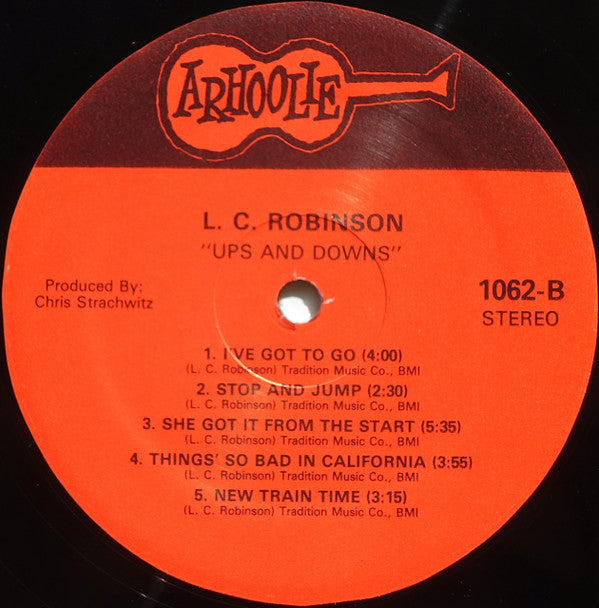 ARHOOLIE
L. C. ROBINSON
"UPS AND DOWNS"
Produced By:
Chris Strachwitz
1062-B
STEREO
1. I'VE GOT TO GO (4:00)
(L. C. Robinson) Tradition Music Co., BMI
2. STOP AND JUMP (2:30)
(L. C. Robinson) Tradition Music Co., BMI
3. SHE GOT IT FROM THE START (5:35)
(L. C. Robinson) Tradition Music Co., BMI
4. THINGS' SO BAD IN CALIFORNIA (3:55)
(L. C. Robinson) Tradition Music Co., BMI
5. NEW TRAIN TIME (3:15)
(L. C. Robinson) Tradition Music Co., BMI